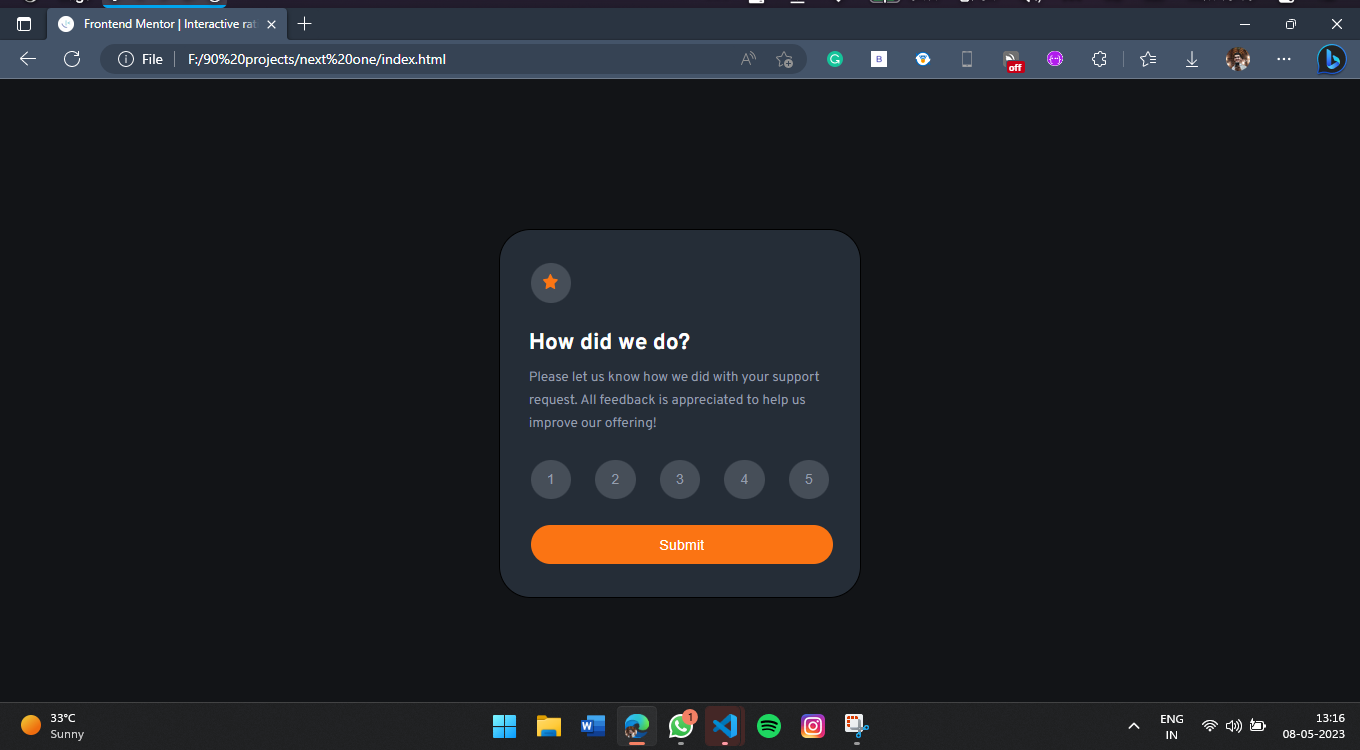 Frontend Mentor | Interactive rat
File
F:/90%20projects/next%20one/index.html
G
B
off
How did we do?
Please let us know how we did with your support
request. All feedback is appreciated to help us
improve our offering!
1 2 3 4 5
Submit
33°C
Sunny
W
1
ENG
IN
13:16
08-05-2023